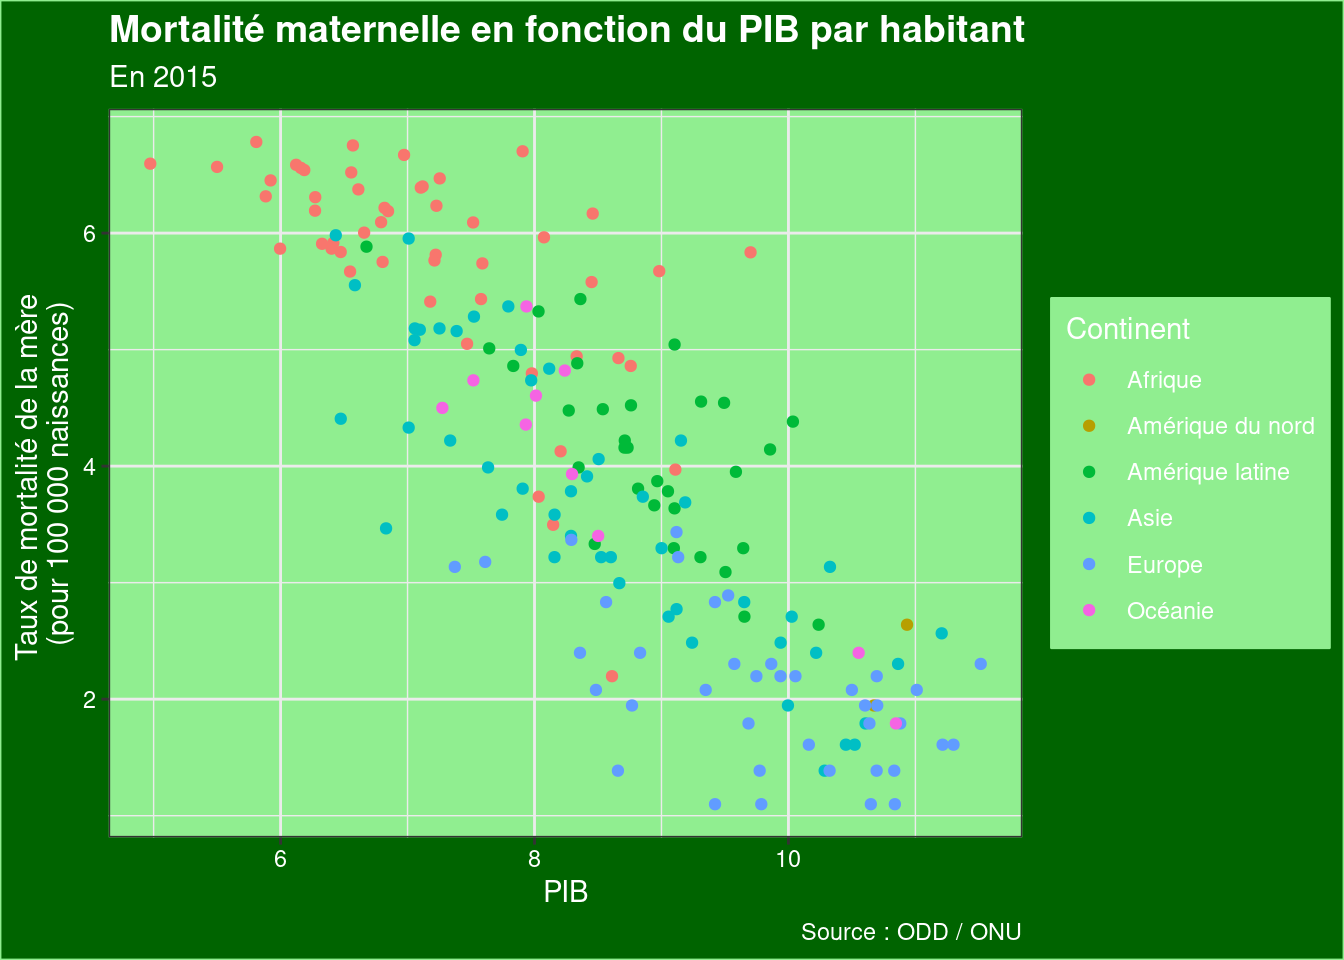 Mortalité maternelle en fonction du PIB par habitant
En 2015
Taux de mortalité de la mère
(pour 100 000 naissances)
6
4
2
6 8 10
PIB
Continent
Afrique
Amérique du nord
Amérique latine
Asie
Europe
Océanie
Source : ODD / ONU